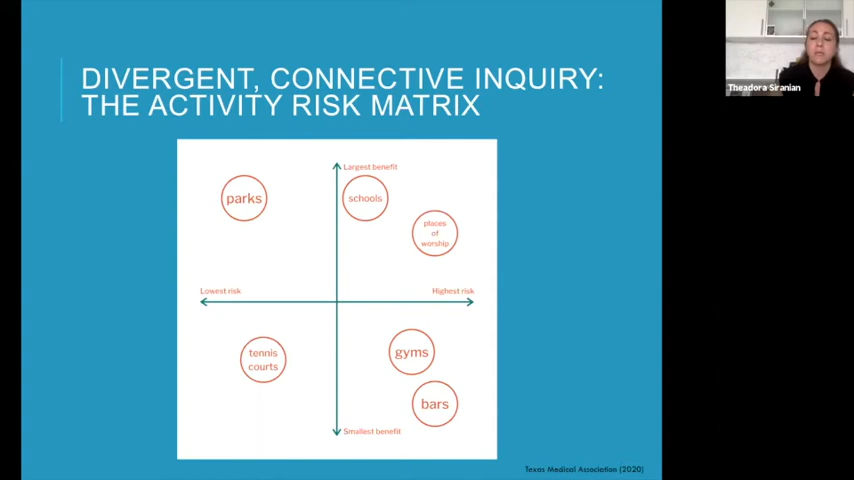 DIVERGENT, CONNECTIVE INQUIRY:
THE ACTIVITY RISK MATRIX
Theadora Siranian
Largest benefit
parks
schools
places
of
worship
Lowest risk
Highest risk
tennis
courts
gyms
bars
Smallest benefit
Texas Medical Association (2020)